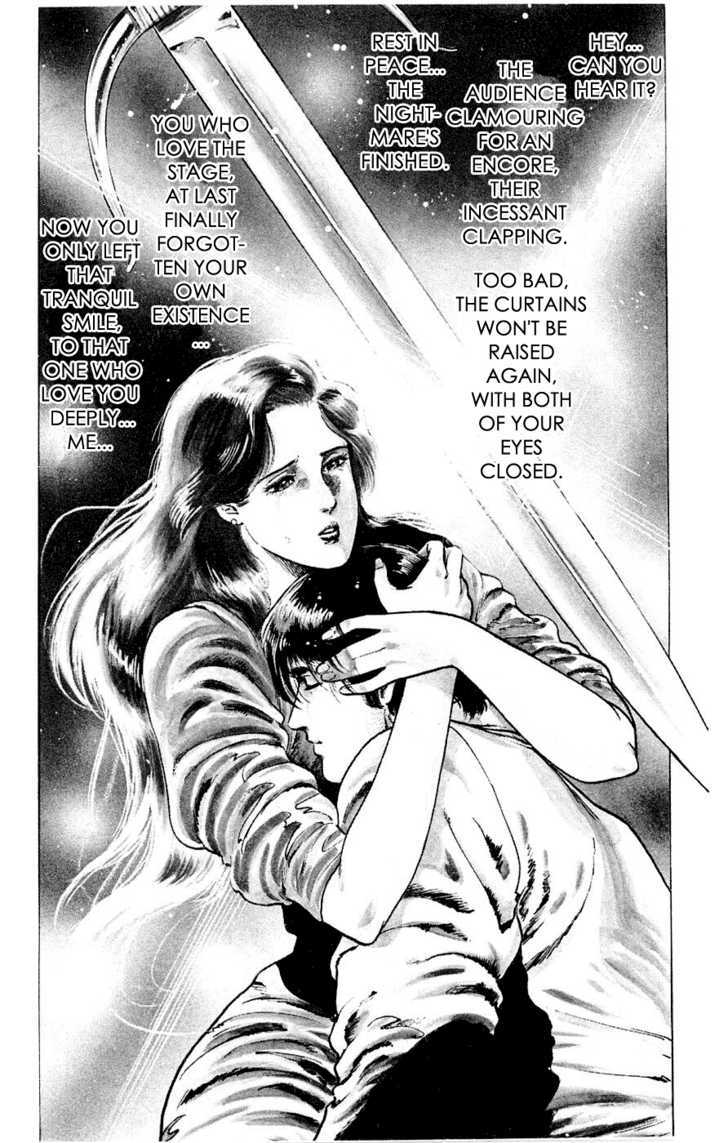 HEY...
CAN YOU
HEAR IT?
THE
AUDIENCE
CLAMOURING
FOR AN
ENCORE,
THEIR
INCESSANT
CLAPPING.
TOO BAD,
THE CURTAINS
WON'T BE
RAISED
AGAIN,
WITH BOTH
OF YOUR
EYES
CLOSED.
REST IN
PEACE...
THE
NIGHT-
MARE'S
FINISHED.
YOU WHO
LOVE THE
STAGE,
AT LAST
FINALLY
FORGOT-
TEN YOUR
OWN
EXISTENCE
...
NOW YOU
ONLY LEFT
THAT
TRANQUIL
SMILE,
TO THAT
ONE WHO
LOVE YOU
DEEPLY...
ME...